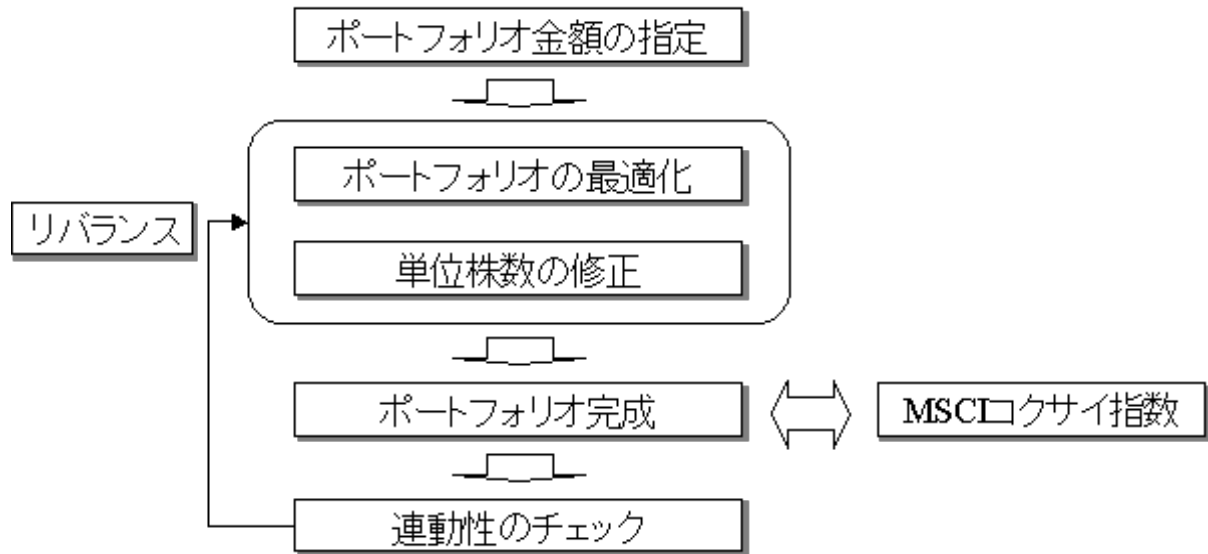 ポートフォリオ金額の指定
ポートフォリオの最適化
リバランス
単位株数の修正
ポートフォリオ完成
MSCIコクサイ指数
連動性のチェック